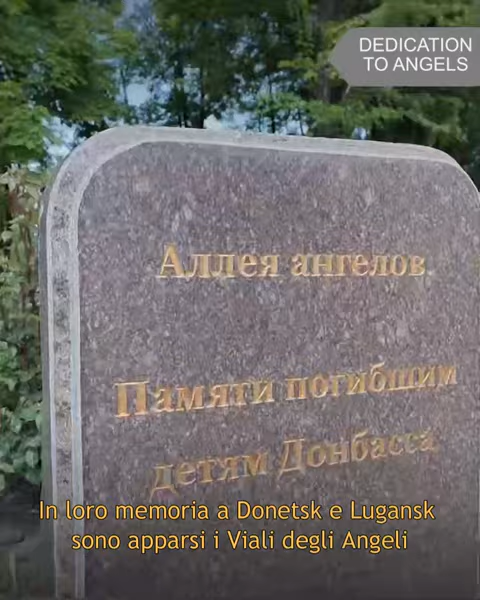 DEDICATION
TO ANGELS
Аллея ангелов
Памяти погибшим
детям Донбасса
In loro memoria a Donetsk e Lugansk
sono apparsi i Viali degli Angeli